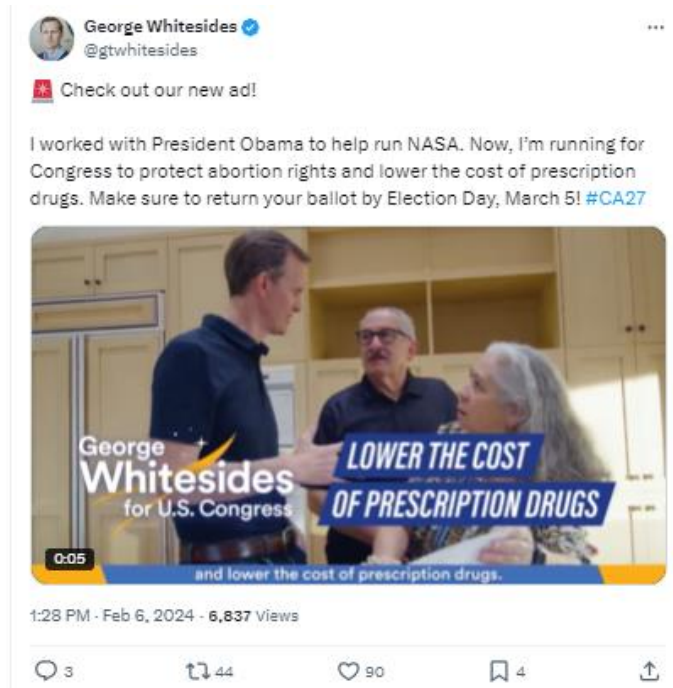 George Whitesides
@gtwhitesides
🚨 Check out our new ad!
I worked with President Obama to help run NASA. Now, I'm running for
Congress to protect abortion rights and lower the cost of prescription
drugs. Make sure to return your ballot by Election Day, March 5! #CA27
George
Whitesides
for U.S. Congress
LOWER THE COST
OF PRESCRIPTION DRUGS
0:05
and lower the cost of prescription drugs.
1:28 PM · Feb 6, 2024 · 6,837 Views
3 44 90 4